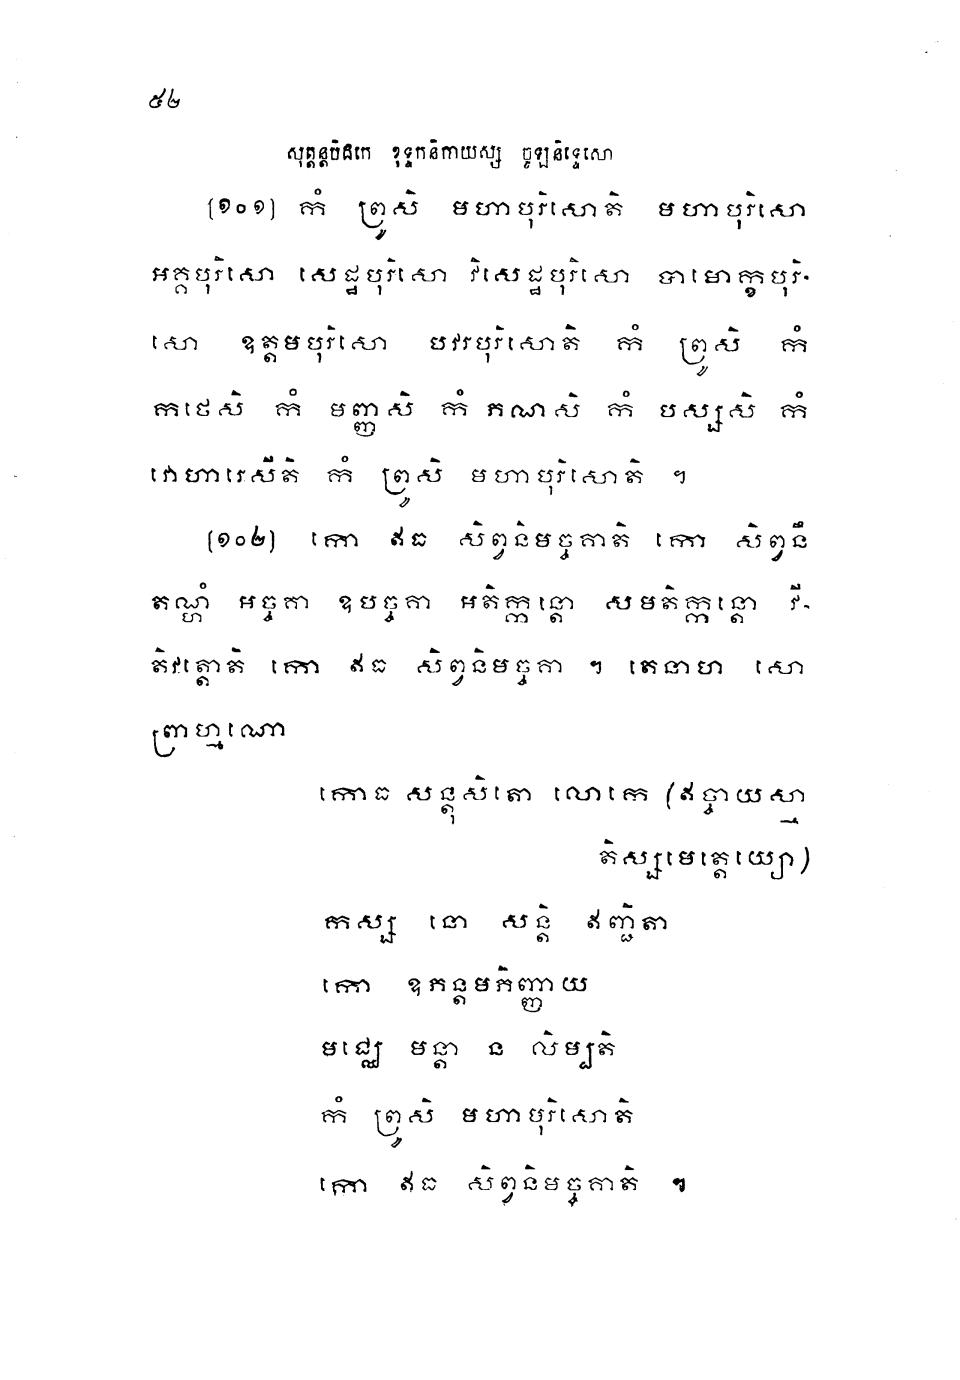 ៥២
សុត្តន្តបិដកេ ខុទ្ទកនិកាយស្ស ចូឡនិទ្ទេសោ
(១០១) កំ ព្រូសិ មហាបុរិសោតិ មហាបុរិសោ
អគ្គបុរិសោ សេដ្ឋបុរិសោ វិសេដ្ឋបុរិសោ បាមោក្ខបុរិ-
សោ ឧត្តមបុរិសោ បវរបុរិសោតិ កំ ព្រូសិ កំ
កថេសិ កំ មញ្ញសិ កំ ភណសិ កំ បស្សសិ កំ
វោហារេសីតិ កំ ព្រូសិ មហាបុរិសោតិ ។
(១០២) កោ ឥធ សិព្វនិមច្ចគាតិ កោ សិព្វនឹ
តណ្ហំ អច្ចគា ឧបច្ចគា អតិក្កន្តោ សមតិក្កន្តោ វី-
តិវត្តោតិ កោ ឥធ សិព្វនិមច្ចគា ។ តេនាហ សោ
ព្រាហ្មណោ
កោធ សន្តុសិតោ លោកេ (ឥច្ចាយស្មា
តិស្សមេត្តេយ្យោ)
កស្ស នោ សន្តិ ឥញ្ជិតា
កោ ឧភន្តមភិញ្ញាយ
មជ្ឈេ មន្តា ន លិម្បតិ
កំ ព្រូសិ មហាបុរិសោតិ
កោ ឥធ សិព្វនិមច្ចគាតិ ។